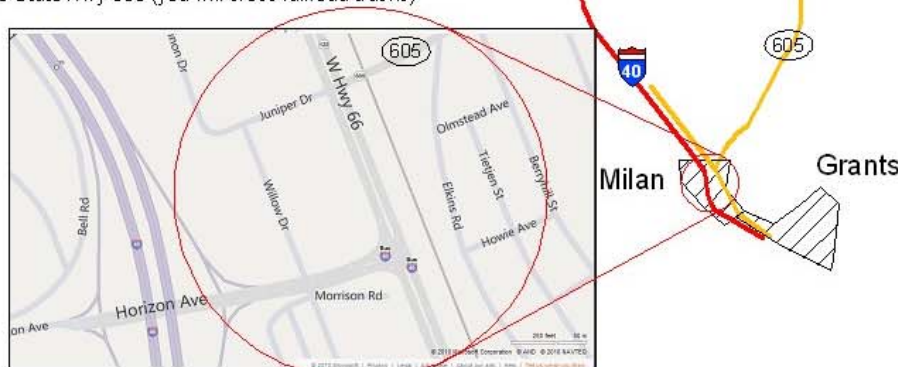 605
Juniper Dr
W Hwy 66
Olmstead Ave
Tietjen St
Berryhill St
Willow Dr
Elkins Rd
Bell Rd
Howie Ave
Horizon Ave
Morrison Rd
on Ave
40
605
Milan
Grants